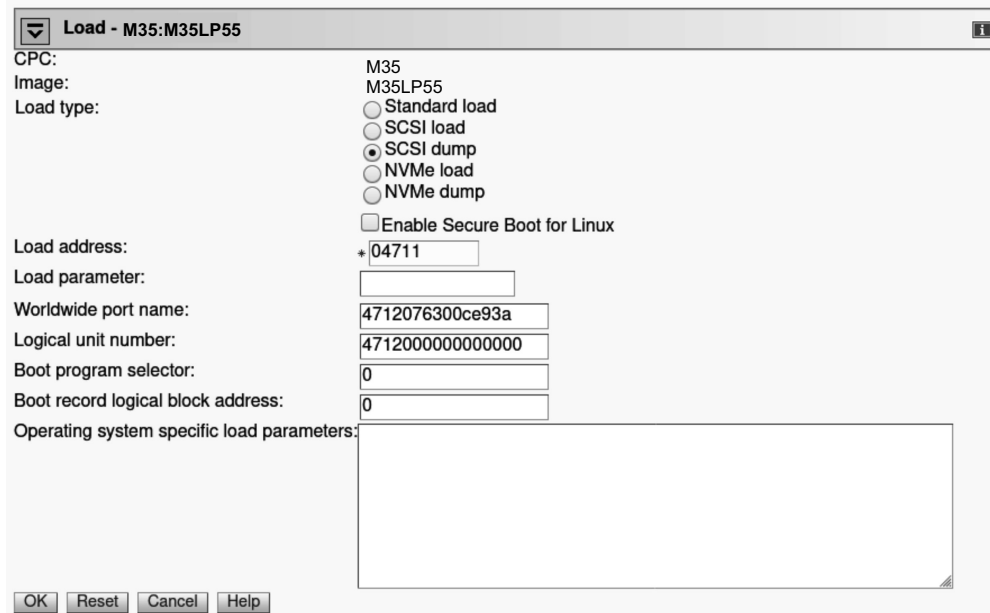 Load - M35:M35LP55
i
CPC: M35
Image: M35LP55
Load type: Standard load
SCSI load
SCSI dump
NVMe load
NVMe dump
Enable Secure Boot for Linux
Load address: * 04711
Load parameter:
Worldwide port name: 4712076300ce93a
Logical unit number: 4712000000000000
Boot program selector: 0
Boot record logical block address: 0
Operating system specific load parameters:
OK Reset Cancel Help